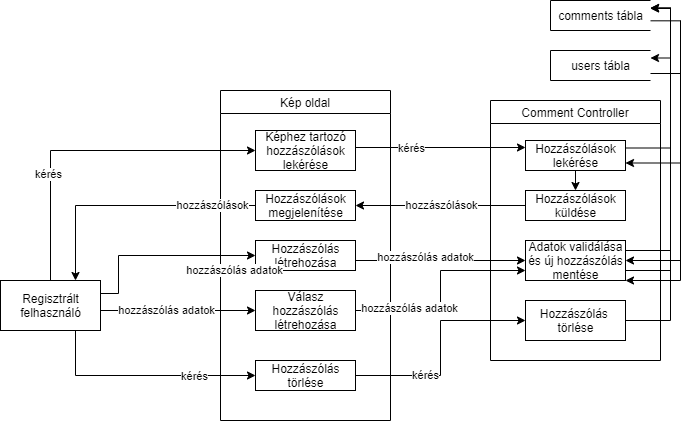 comments tábla
users tábla
Kép oldal
Comment Controller
Képhez tartozó
hozzászólások
lekérése
kérés
Hozzászólások
lekérése
kérés
Hozzászólások
megjelenítése
hozzászólások
hozzászólások
Hozzászólások
küldése
Hozzászólás
létrehozása
hozzászólás adatok
hozzászólás adatok
Adatok validálása
és új hozzászólás
mentése
Regisztrált
felhasználó
Válasz
hozzászólás
létrehozása
hozzászólás adatok
hozzászólás adatok
Hozzászólás
törlése
Hozzászólás
törlése
kérés
kérés